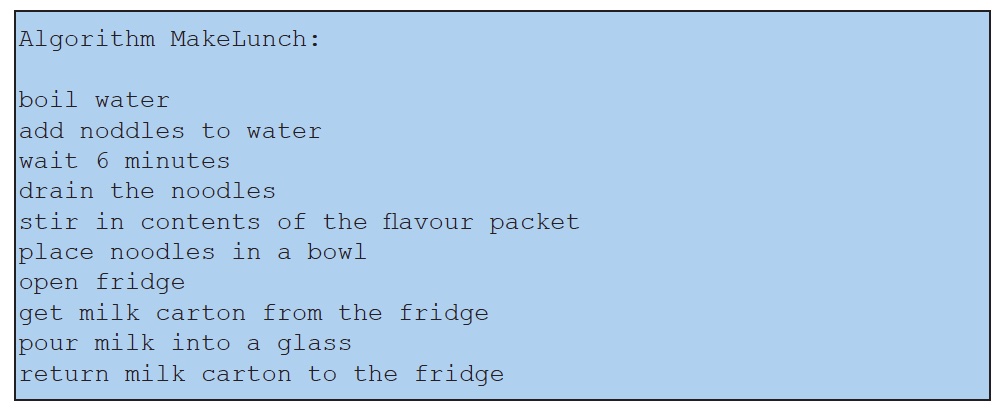 Algorithm MakeLunch:
boil water
add noddles to water
wait 6 minutes
drain the noodles
stir in contents of the flavour packet
place noodles in a bowl
open fridge
get milk carton from the fridge
pour milk into a glass
return milk carton to the fridge